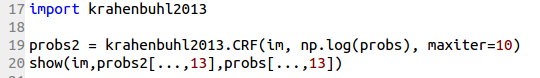 17 import krahenbuhl2013
18
19 probs2 = krahenbuhl2013.CRF(im, np.log(probs), maxiter=10)
20 show(im,probs2[...,13],probs[...,13])